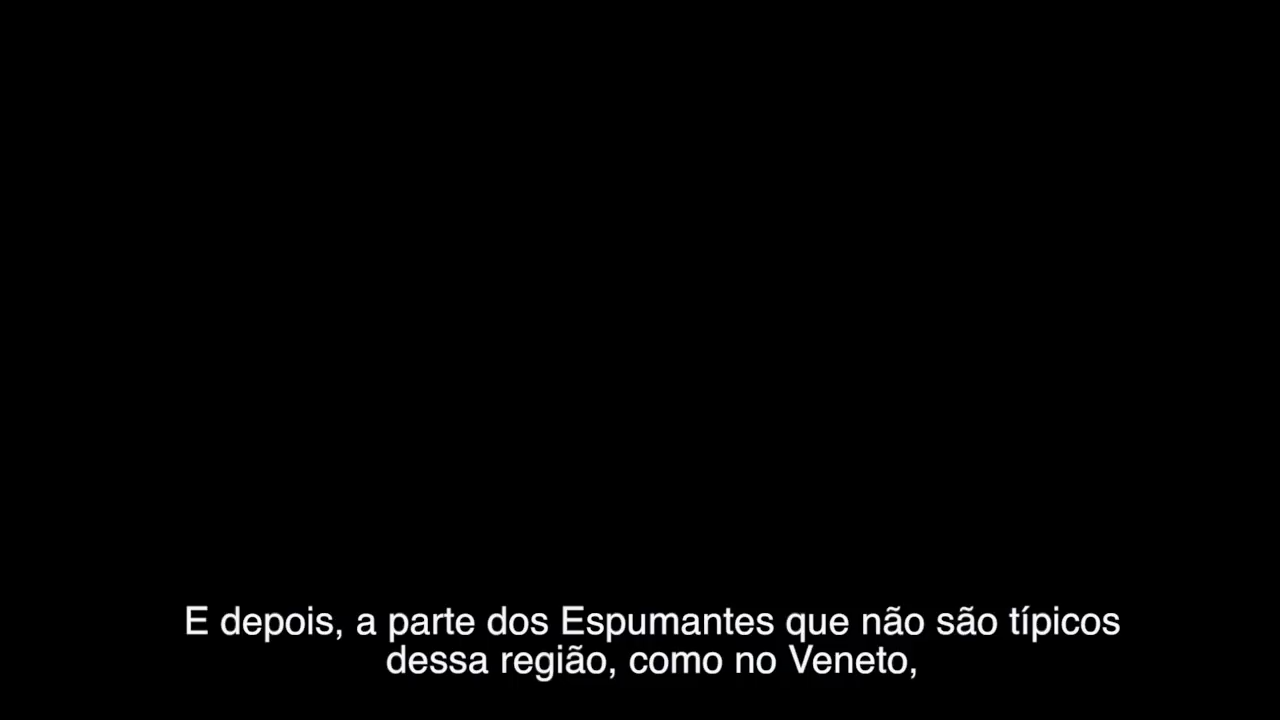 E depois, a parte dos Espumantes que não são típicos
dessa região, como no Veneto,